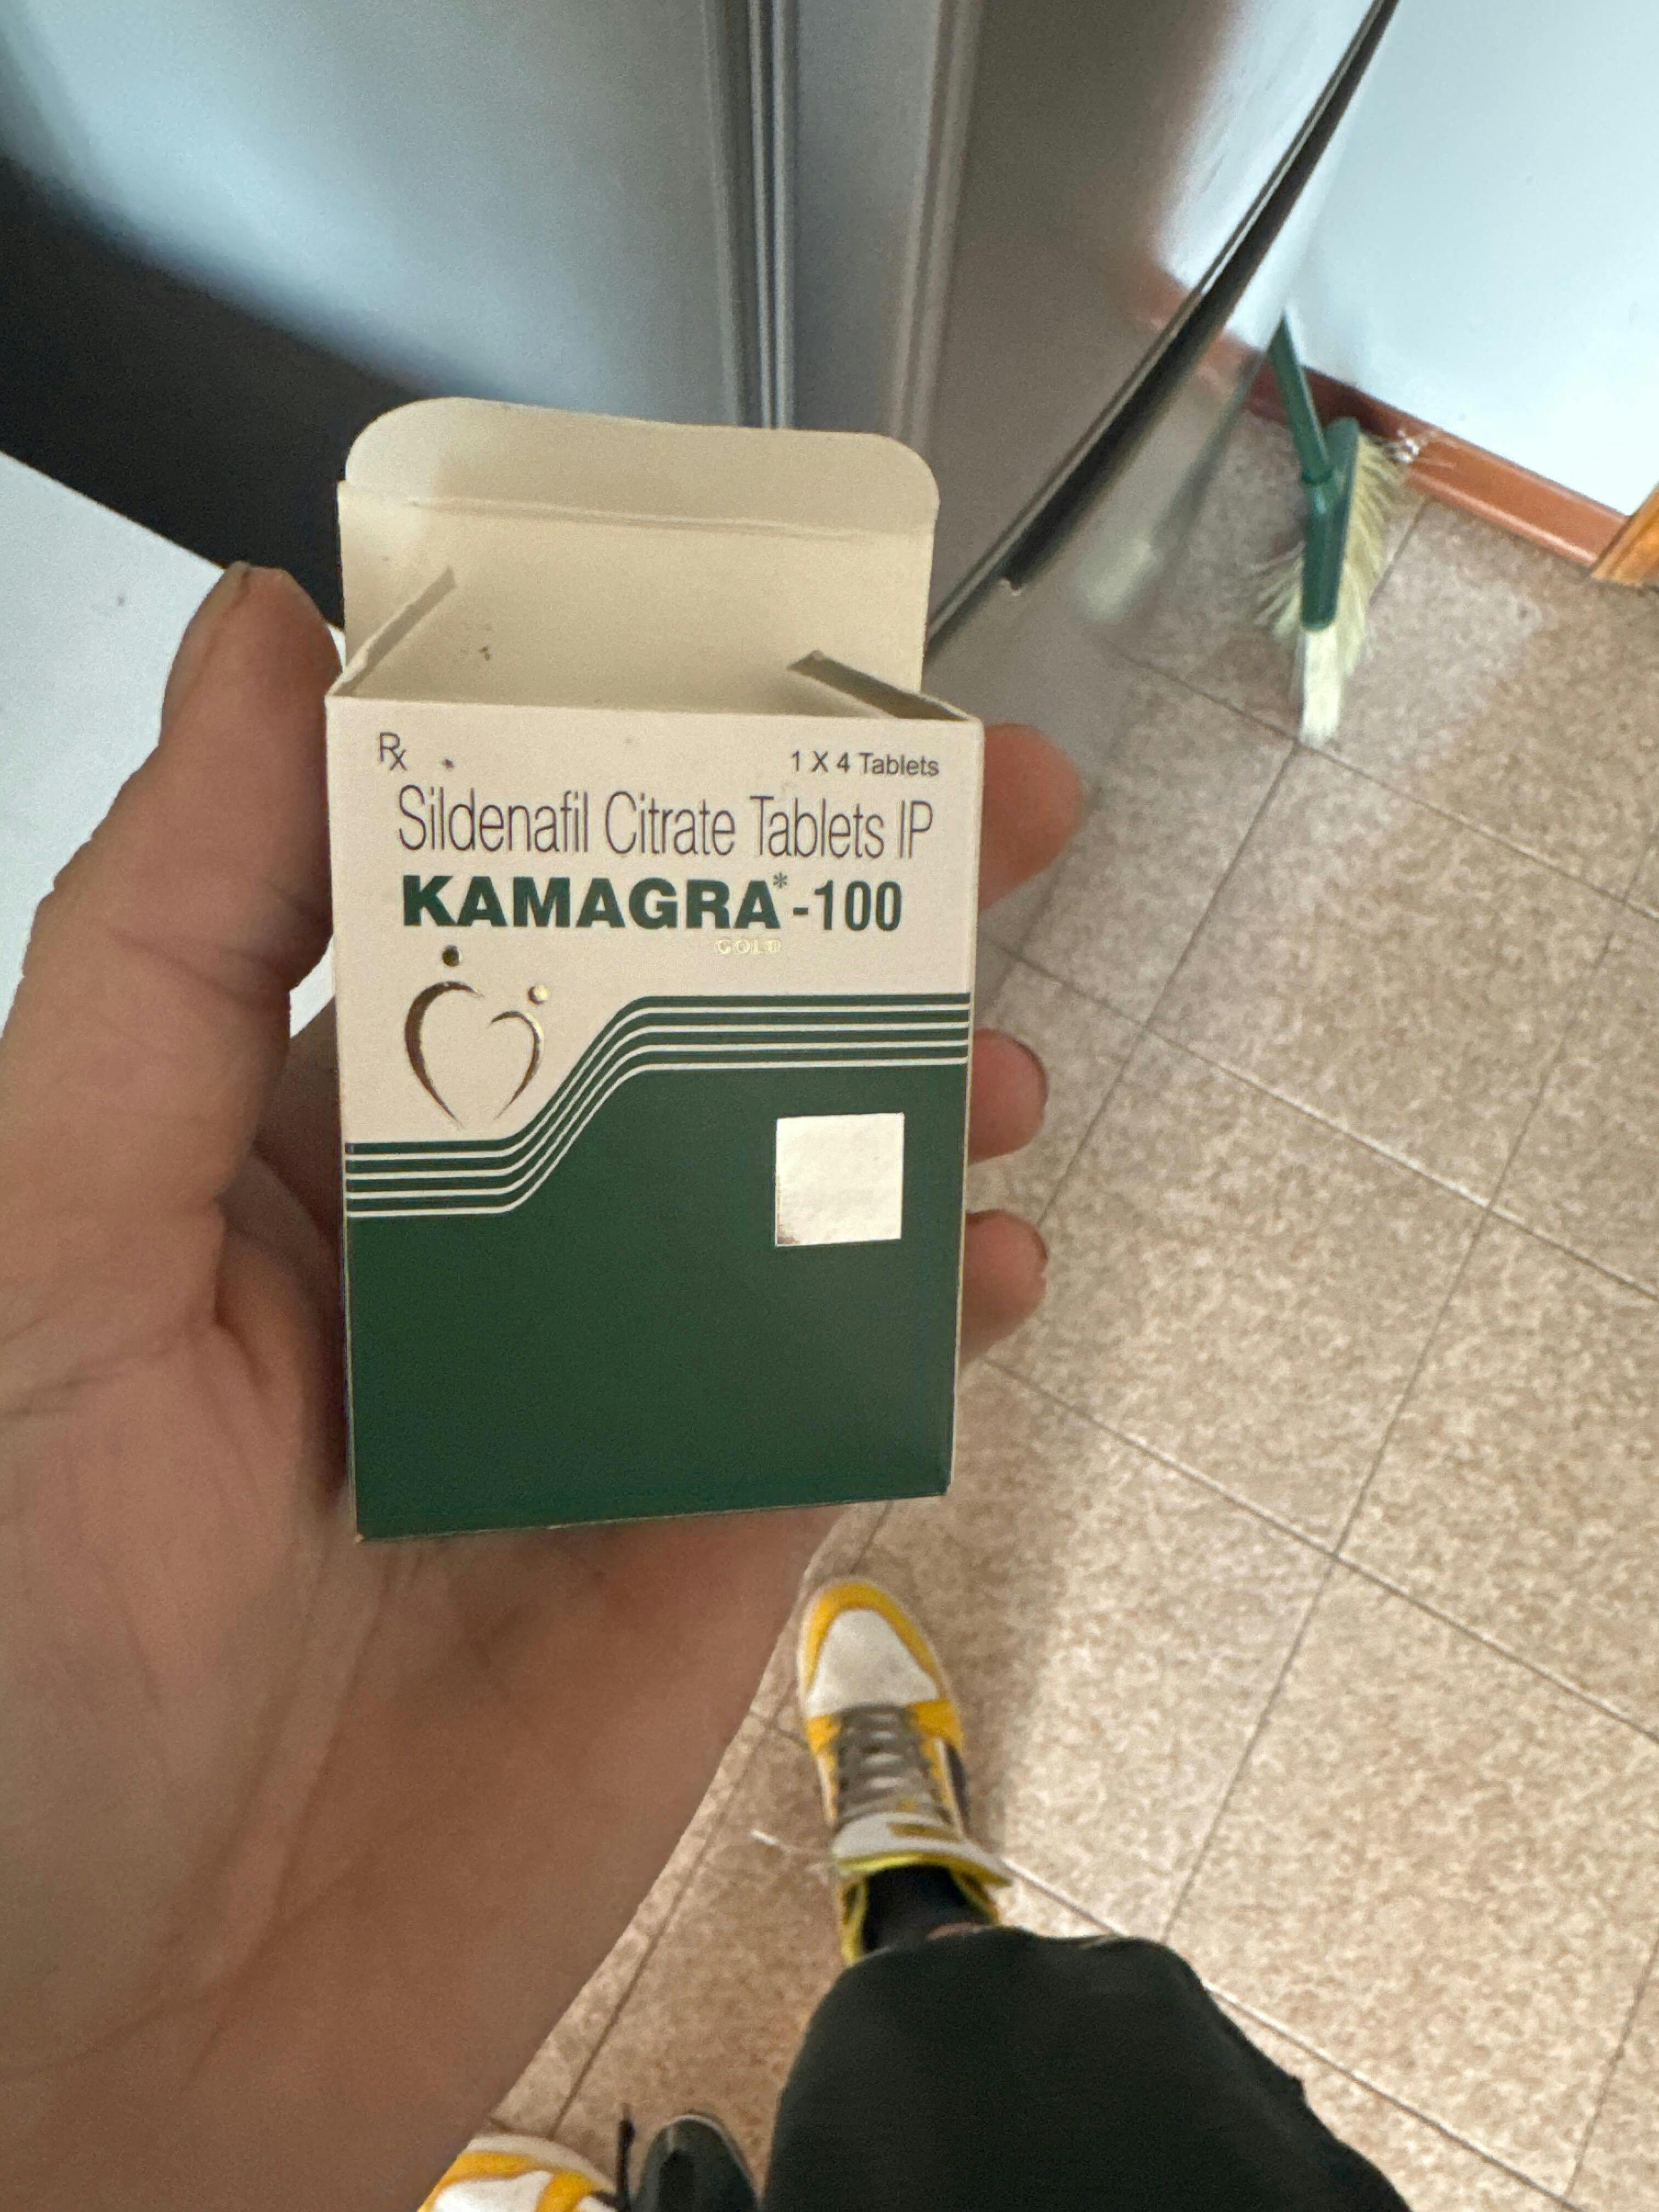 Rx
1 X 4 Tablets
Sildenafil Citrate Tablets IP
KAMAGRA*-100
GOLD